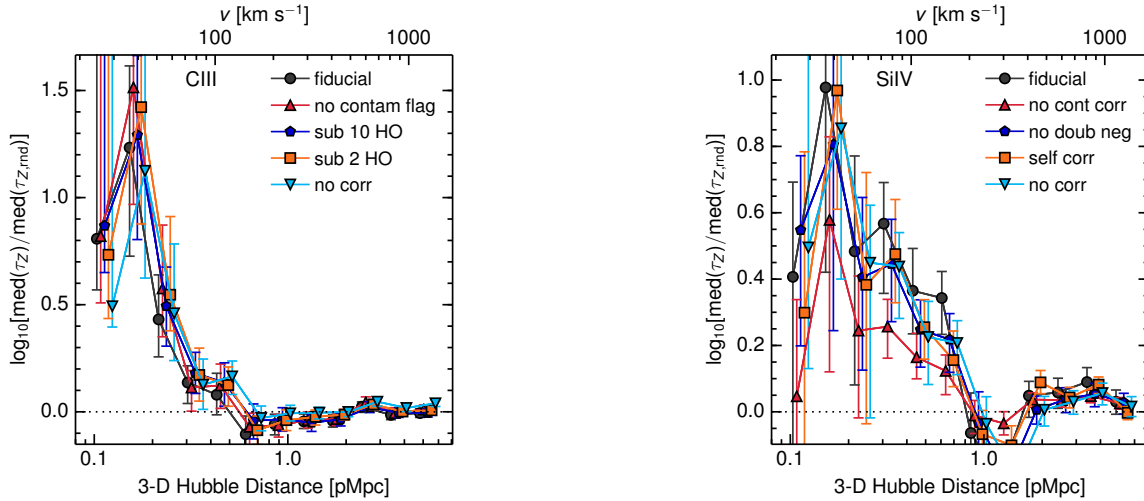 v [km s⁻¹]
100
1000
CIII
fiducial
no contam flag
sub 10 HO
sub 2 HO
no corr
1.5
1.0
0.5
0.0
log₁₀[med(τ_Z)/med(τ_Z,rnd)]
0.1
1.0
3-D Hubble Distance [pMpc]
v [km s⁻¹]
100
1000
SiIV
fiducial
no cont corr
no doub neg
self corr
no corr
1.0
0.8
0.6
0.4
0.2
0.0
log₁₀[med(τ_Z)/med(τ_Z,rnd)]
0.1
1.0
3-D Hubble Distance [pMpc]